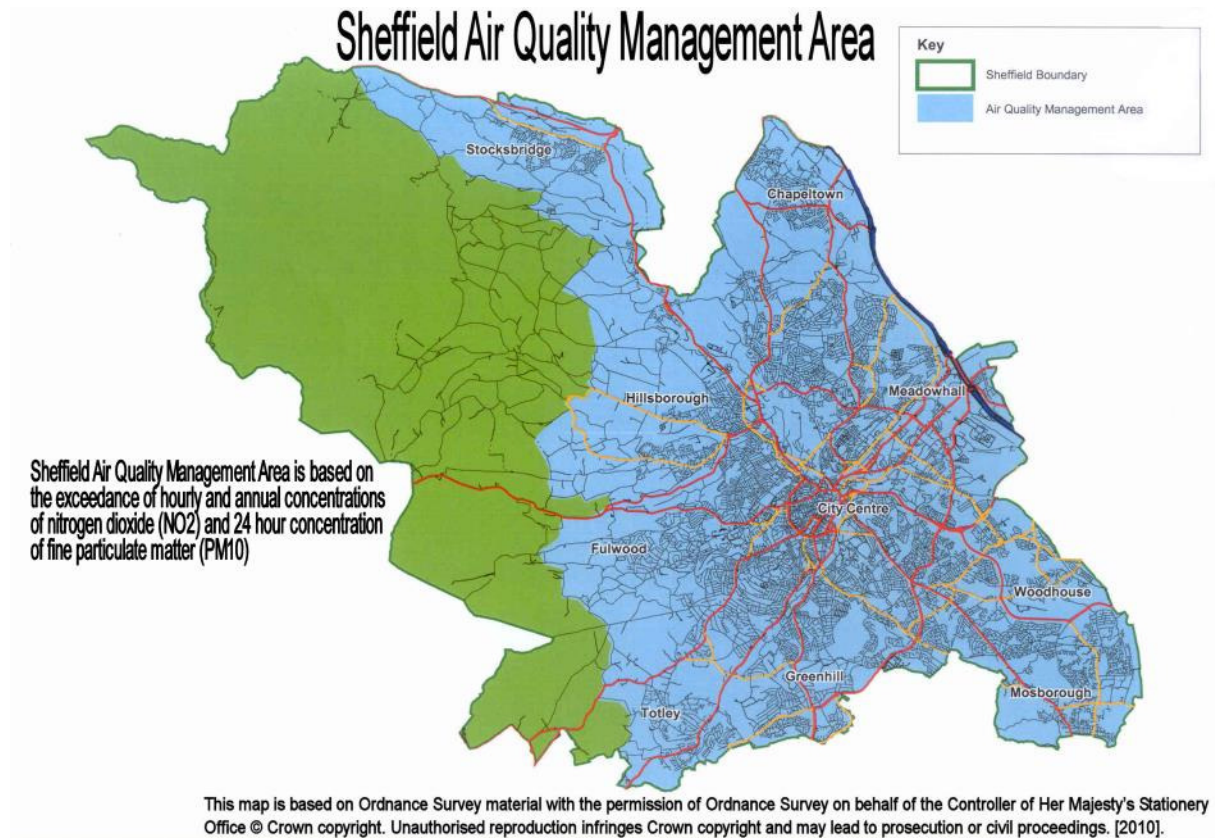 Sheffield Air Quality Management Area
Key
Sheffield Boundary
Air Quality Management Area
Stocksbridge
Chapeltown
Hillsborough
Meadowhall
Sheffield Air Quality Management Area is based on
the exceedance of hourly and annual concentrations
of nitrogen dioxide (NO2) and 24 hour concentration
of fine particulate matter (PM10)
City Centre
Fulwood
Woodhouse
Greenhill
Mosborough
Totley
This map is based on Ordnance Survey material with the permission of Ordnance Survey on behalf of the Controller of Her Majesty's Stationery
Office © Crown copyright. Unauthorised reproduction infringes Crown copyright and may lead to prosecution or civil proceedings. [2010].